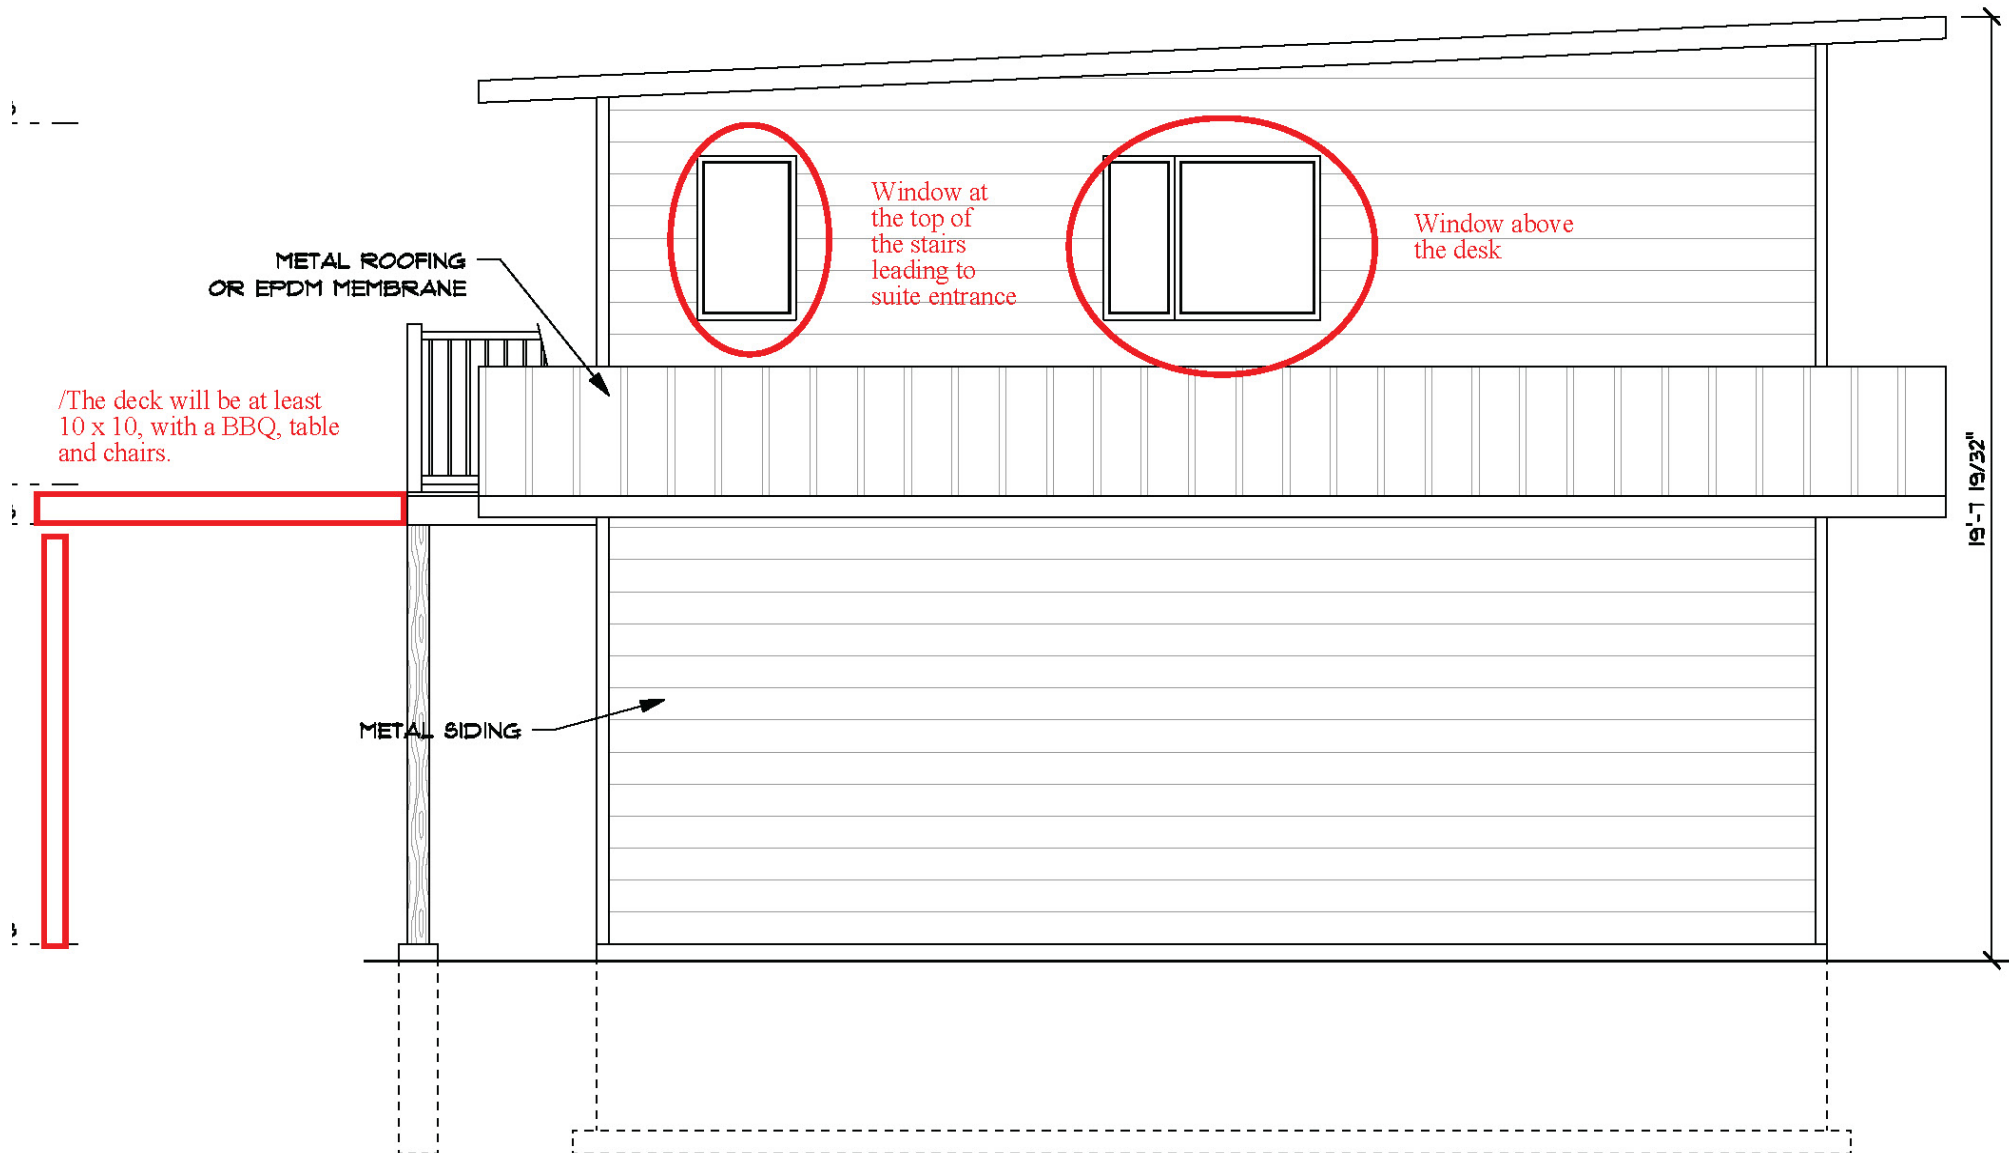 Window at
the top of
the stairs
leading to
suite entrance
Window above
the desk
METAL ROOFING
OR EPDM MEMBRANE
/The deck will be at least
10 x 10, with a BBQ, table
and chairs.
19'-7 19/32"
METAL SIDING